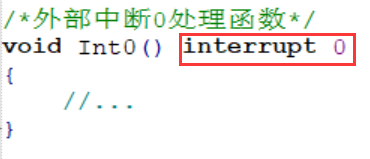 /*外部中断0处理函数*/
void Int0() interrupt 0
{
//...
}